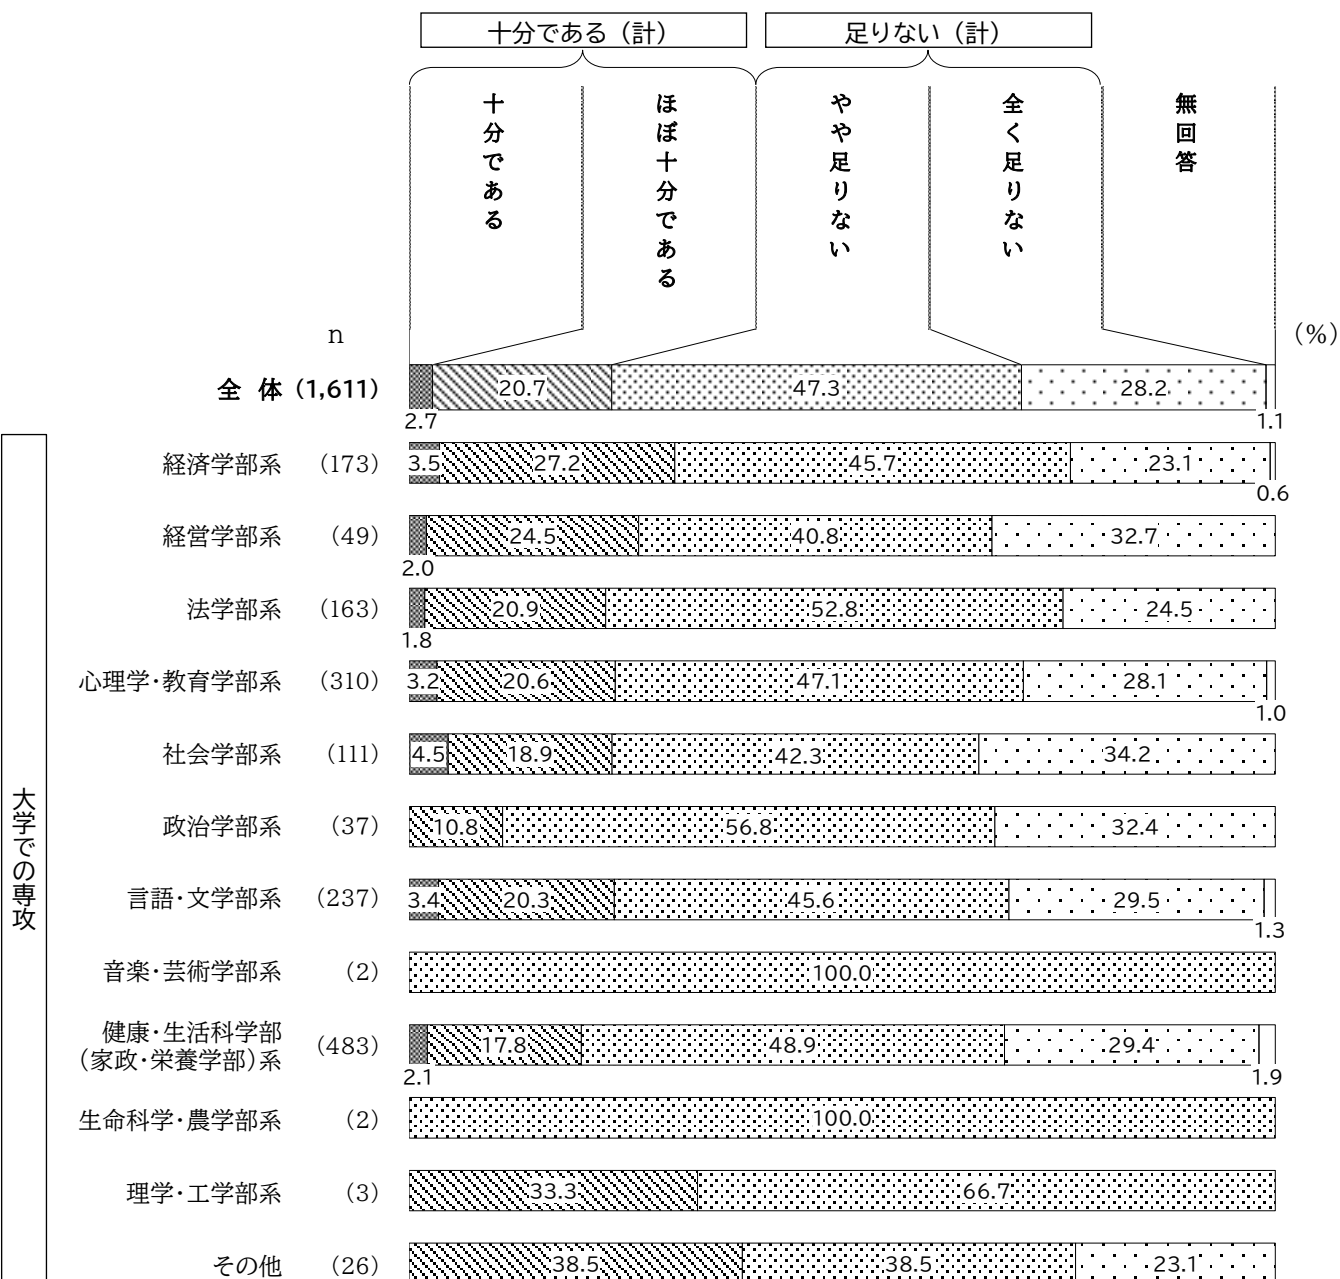 十分である（計） 足りない（計）
十分である
ほぼ十分である
やや足りない
全く足りない
無回答
n
（%）
全 体（1,611） 20.7 47.3 28.2
2.7 1.1
経済学部系 （173） 3.5 27.2 45.7 23.1
0.6
経営学部系 （49） 24.5 40.8 32.7
2.0
法学部系 （163） 20.9 52.8 24.5
1.8
心理学・教育学部系 （310） 3.2 20.6 47.1 28.1
1.0
社会学部系 （111） 4.5 18.9 42.3 34.2
大学での専攻
政治学部系 （37） 10.8 56.8 32.4
言語・文学部系 （237） 3.4 20.3 45.6 29.5
1.3
音楽・芸術学部系 （2） 100.0
健康・生活科学部
（家政・栄養学部）系 （483） 17.8 48.9 29.4
2.1 1.9
生命科学・農学部系 （2） 100.0
理学・工学部系 （3） 33.3 66.7
その他 （26） 38.5 38.5 23.1